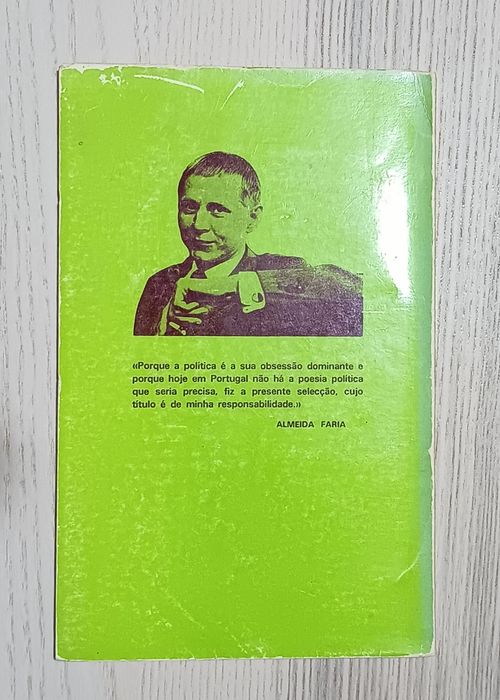 «Porque a política é a sua obsessão dominante e
porque hoje em Portugal não há a poesia política
que seria precisa, fiz a presente selecção, cujo
título é de minha responsabilidade.»
ALMEIDA FARIA